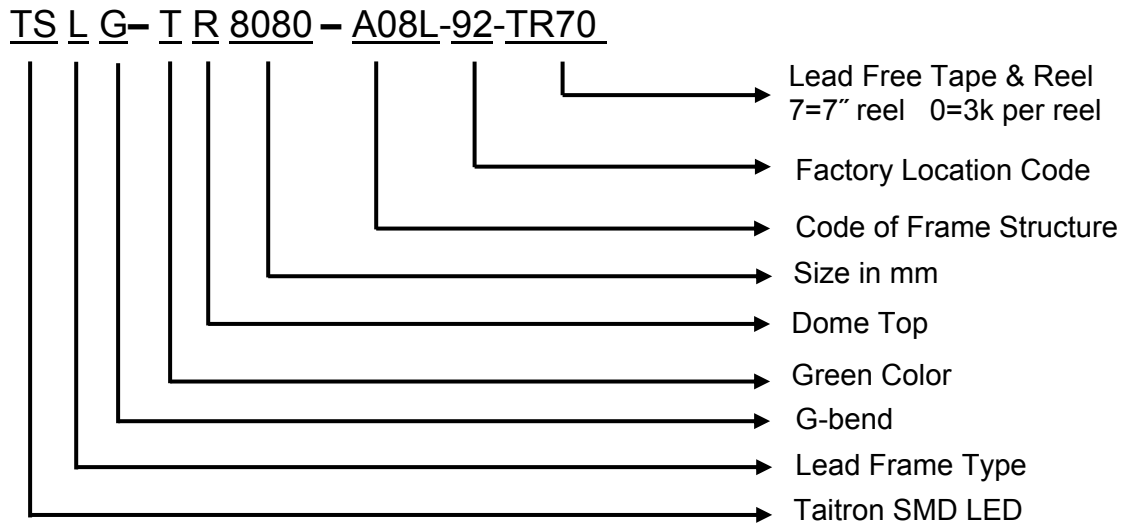 TS L G– T R 8080 – A08L-92-TR70
Lead Free Tape & Reel
7=7˝ reel 0=3k per reel
Factory Location Code
Code of Frame Structure
Size in mm
Dome Top
Green Color
G-bend
Lead Frame Type
Taitron SMD LED